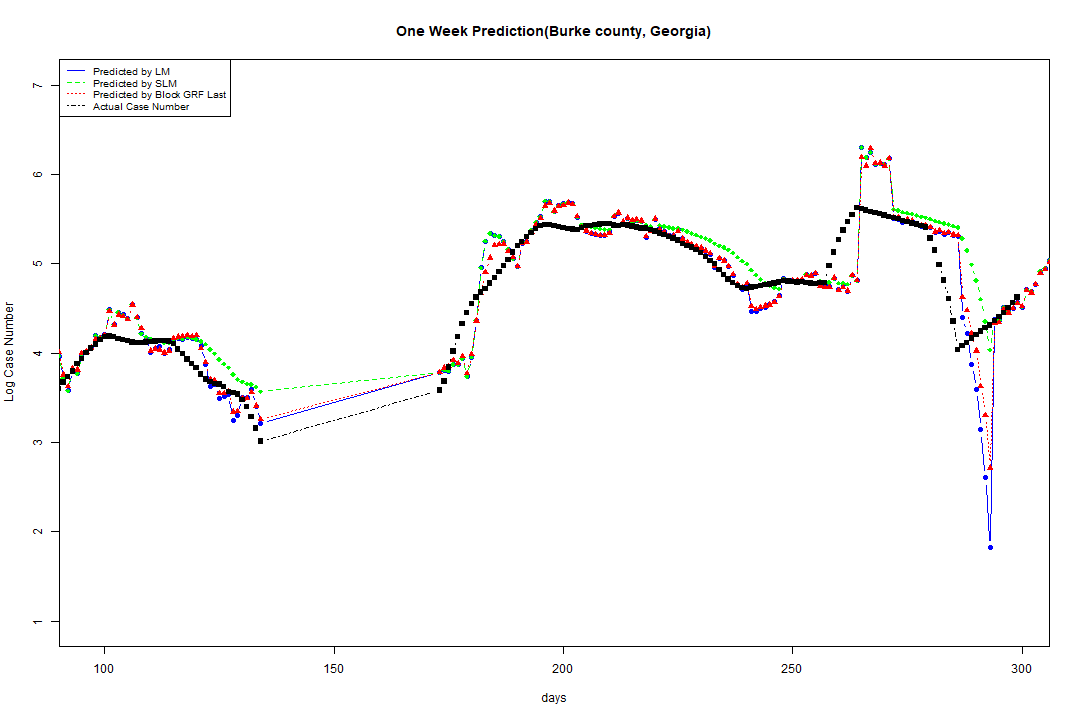 One Week Prediction(Burke county, Georgia)
Predicted by LM
Predicted by SLM
Predicted by Block GRF Last
Actual Case Number
Log Case Number
7
6
5
4
3
2
1
100 150 200 250 300
days